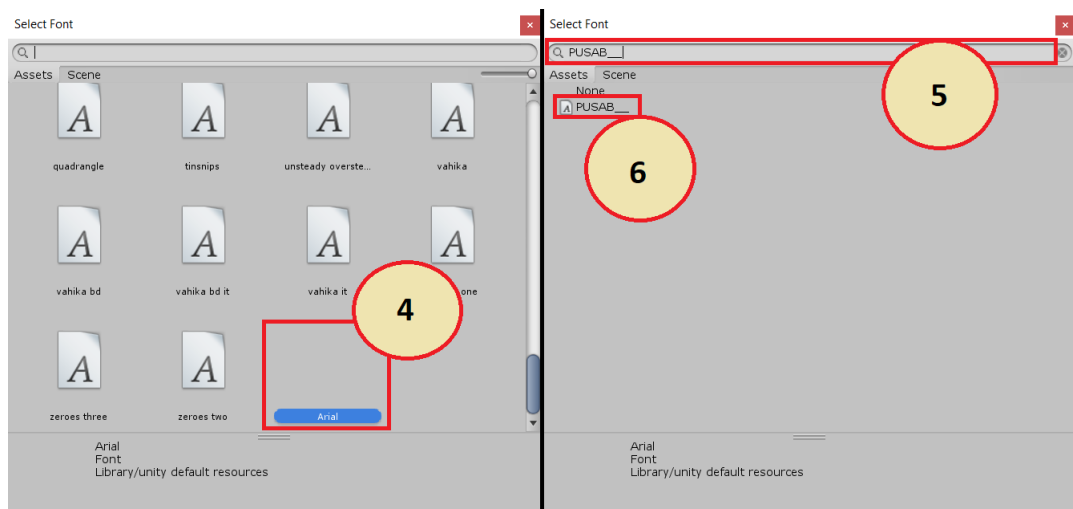 Select Font
×
Assets Scene
quadrangle tinsnips unsteady overste... vahika
vahika bd vahika bd it vahika it one
4
zeroes three zeroes two Arial
Arial
Font
Library/unity default resources
Select Font
×
PUSAB__
Assets Scene
5
None
PUSAB__
6
Arial
Font
Library/unity default resources